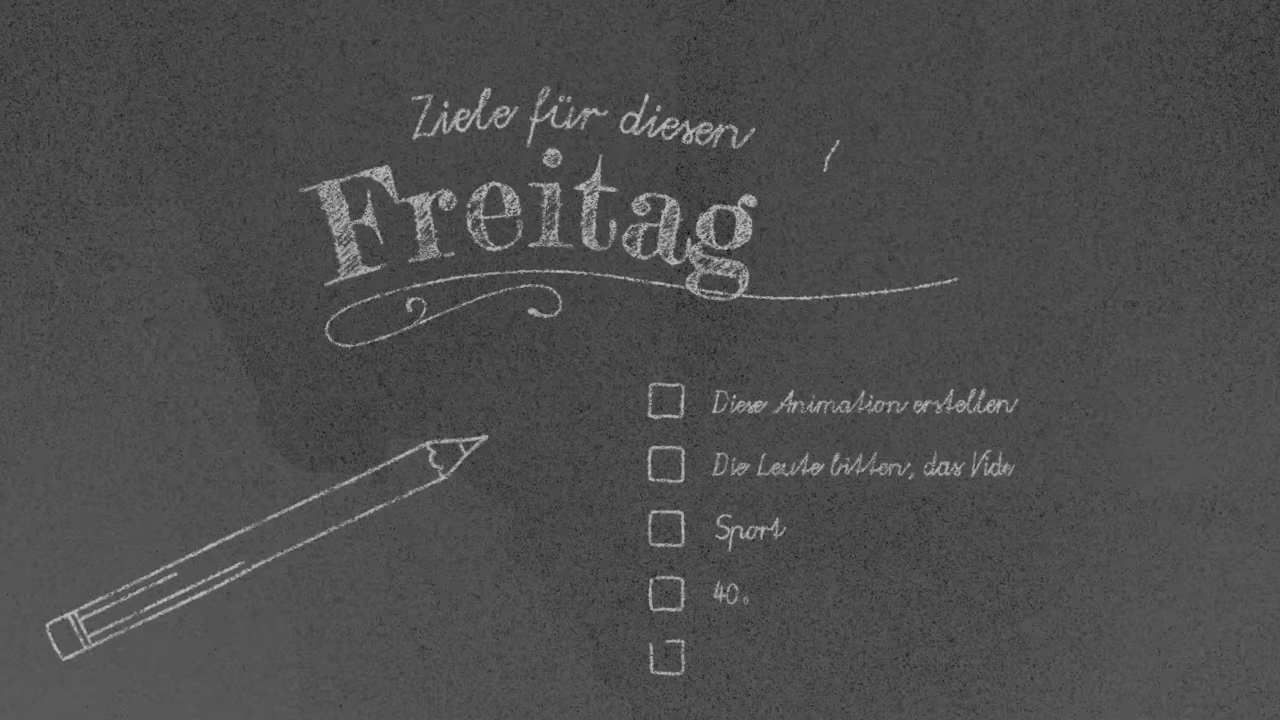 Ziele für diesen
Freitag
Diese Animation erstellen
Die Leute bitten, das Vide
Sport
40.